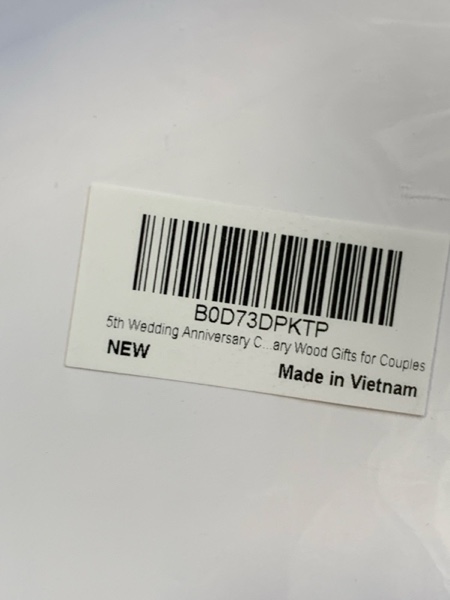 B0D73DPKTP
5th Wedding Anniversary C...ary Wood Gifts for Couples
NEW
Made in Vietnam